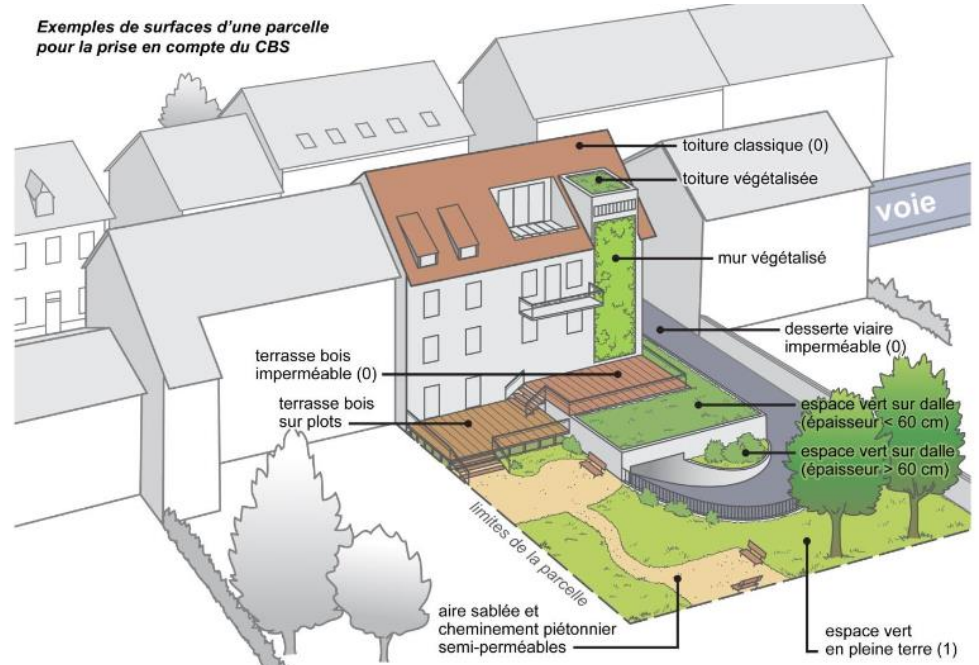 Exemples de surfaces d'une parcelle
pour la prise en compte du CBS
toiture classique (0)
toiture végétalisée
voie
mur végétalisé
desserte viaire
imperméable (0)
terrasse bois
imperméable (0)
terrasse bois
sur plots
espace vert sur dalle
(épaisseur < 60 cm)
espace vert sur dalle
(épaisseur > 60 cm)
limites de la parcelle
aire sablée et
cheminement piétonnier
semi-perméables
espace vert
en pleine terre (1)